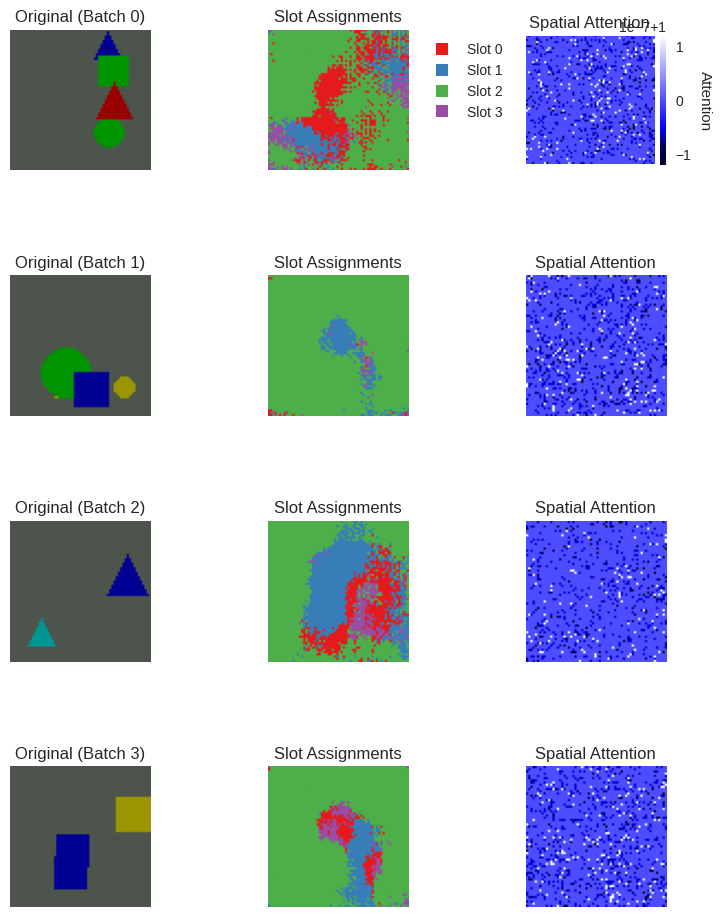 Original (Batch 0)
Slot Assignments
Slot 0
Slot 1
Slot 2
Slot 3
Spatial Attention
1e−7+1
1
0
−1
Attention
Original (Batch 1)
Slot Assignments
Spatial Attention
Original (Batch 2)
Slot Assignments
Spatial Attention
Original (Batch 3)
Slot Assignments
Spatial Attention